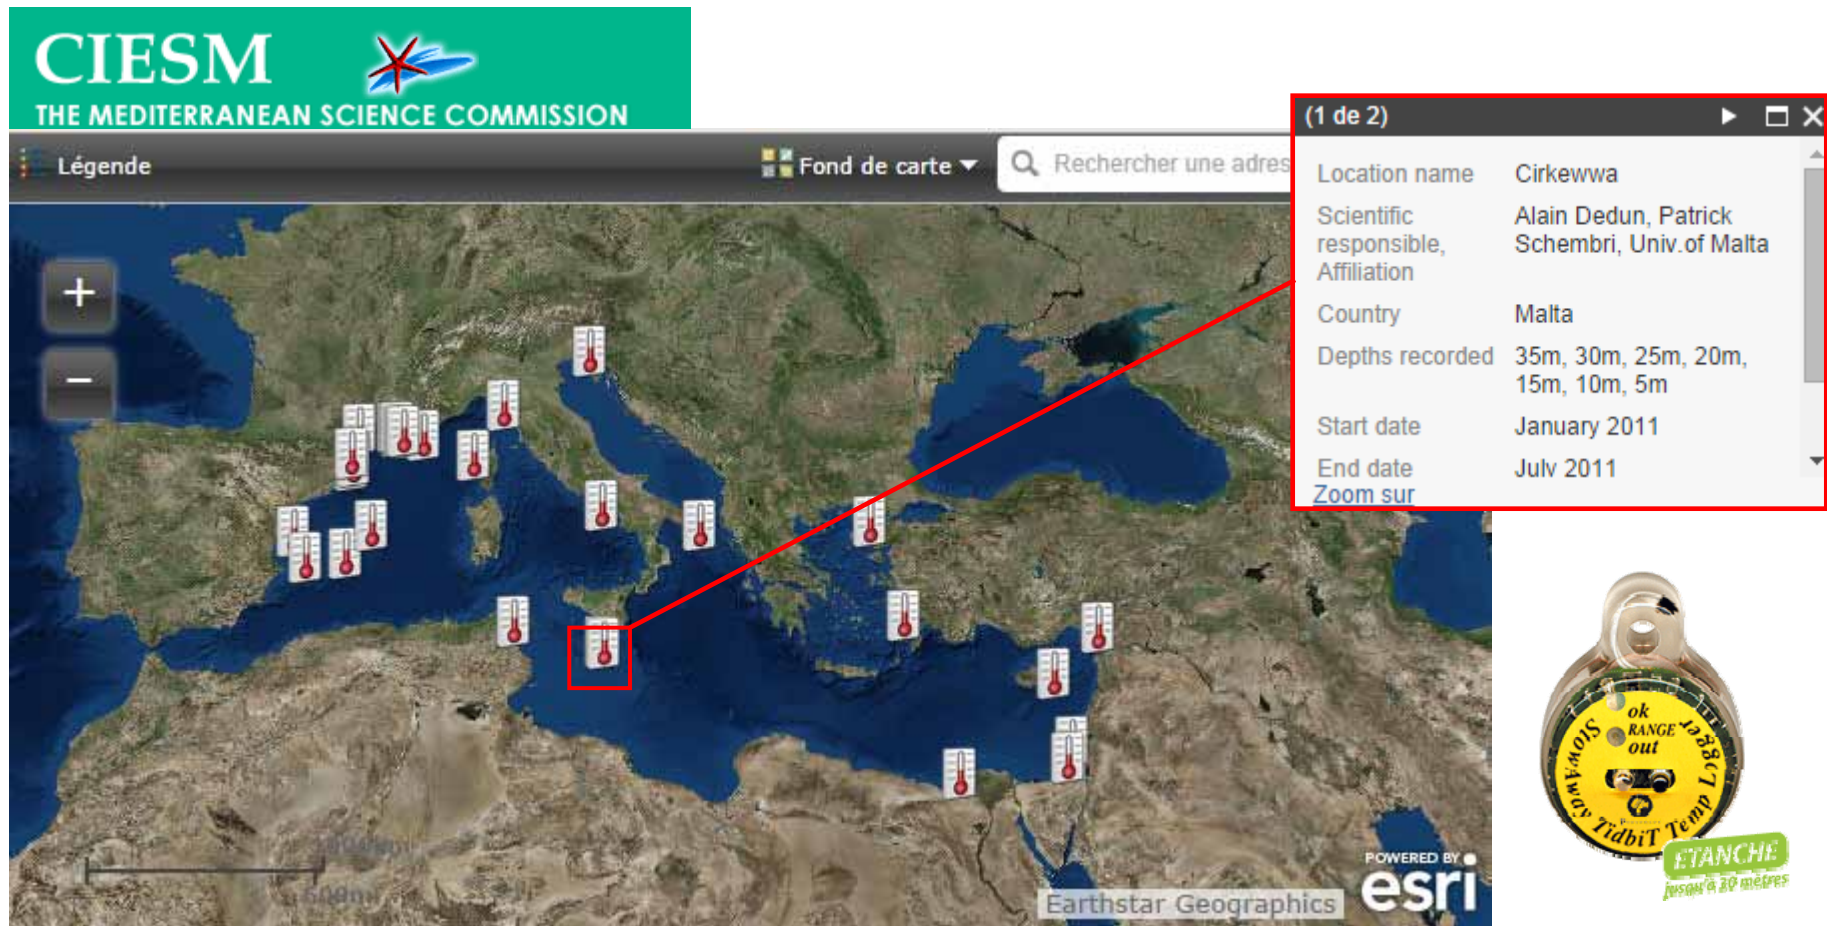 CIESM
THE MEDITERRANEAN SCIENCE COMMISSION
Légende
Fond de carte
Rechercher une adres
(1 de 2)
Location name Cirkewwa
Scientific responsible, Affiliation Alain Dedun, Patrick
Schembri, Univ.of Malta
Country Malta
Depths recorded 35m, 30m, 25m, 20m,
15m, 10m, 5m
Start date January 2011
End date July 2011
Zoom sur
ok
RANGE
out
StowAway TidbiT Temp Logger
ETANCHE
jusqu'à 30 mètres
600mi
POWERED BY
esri
Earthstar Geographics